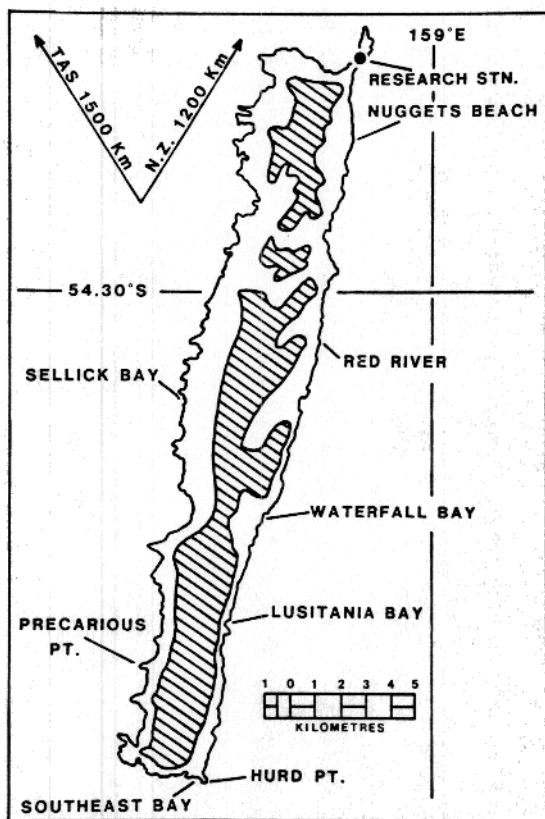 159°E
RESEARCH STN.
NUGGETS BEACH
TAS 1500 Km
N.Z. 1200 Km
54.30°S
RED RIVER
SELLICK BAY
WATERFALL BAY
LUSITANIA BAY
PRECARIOUS
PT.
1 0 1 2 3 4 5
KILOMETRES
HURD PT.
SOUTHEAST BAY